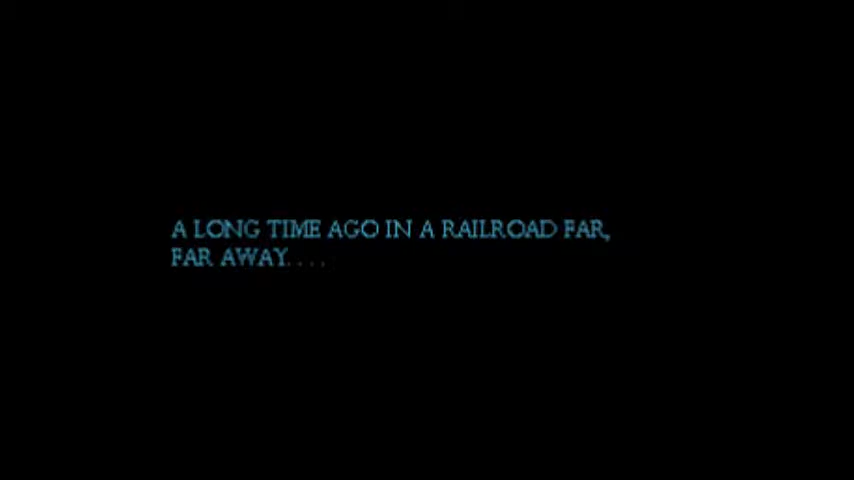 A LONG TIME AGO IN A RAILROAD FAR,
FAR AWAY. . . .